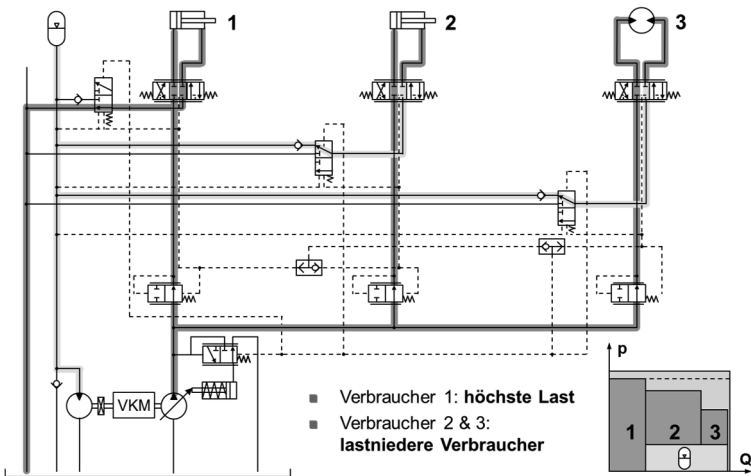 1
2
3
VKM
Verbraucher 1: höchste Last
Verbraucher 2 & 3:
lastniedere Verbraucher
p
1
2
3
Q